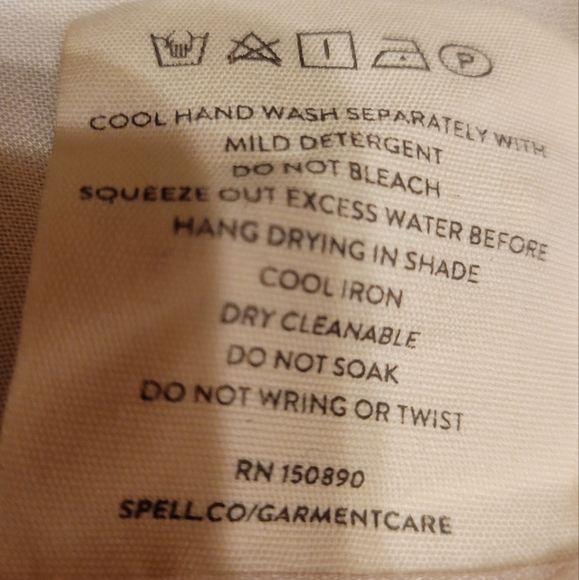 P
COOL HAND WASH SEPARATELY WITH
MILD DETERGENT
DO NOT BLEACH
SQUEEZE OUT EXCESS WATER BEFORE
HANG DRYING IN SHADE
COOL IRON
DRY CLEANABLE
DO NOT SOAK
DO NOT WRING OR TWIST
RN 150890
SPELL.CO/GARMENTCARE